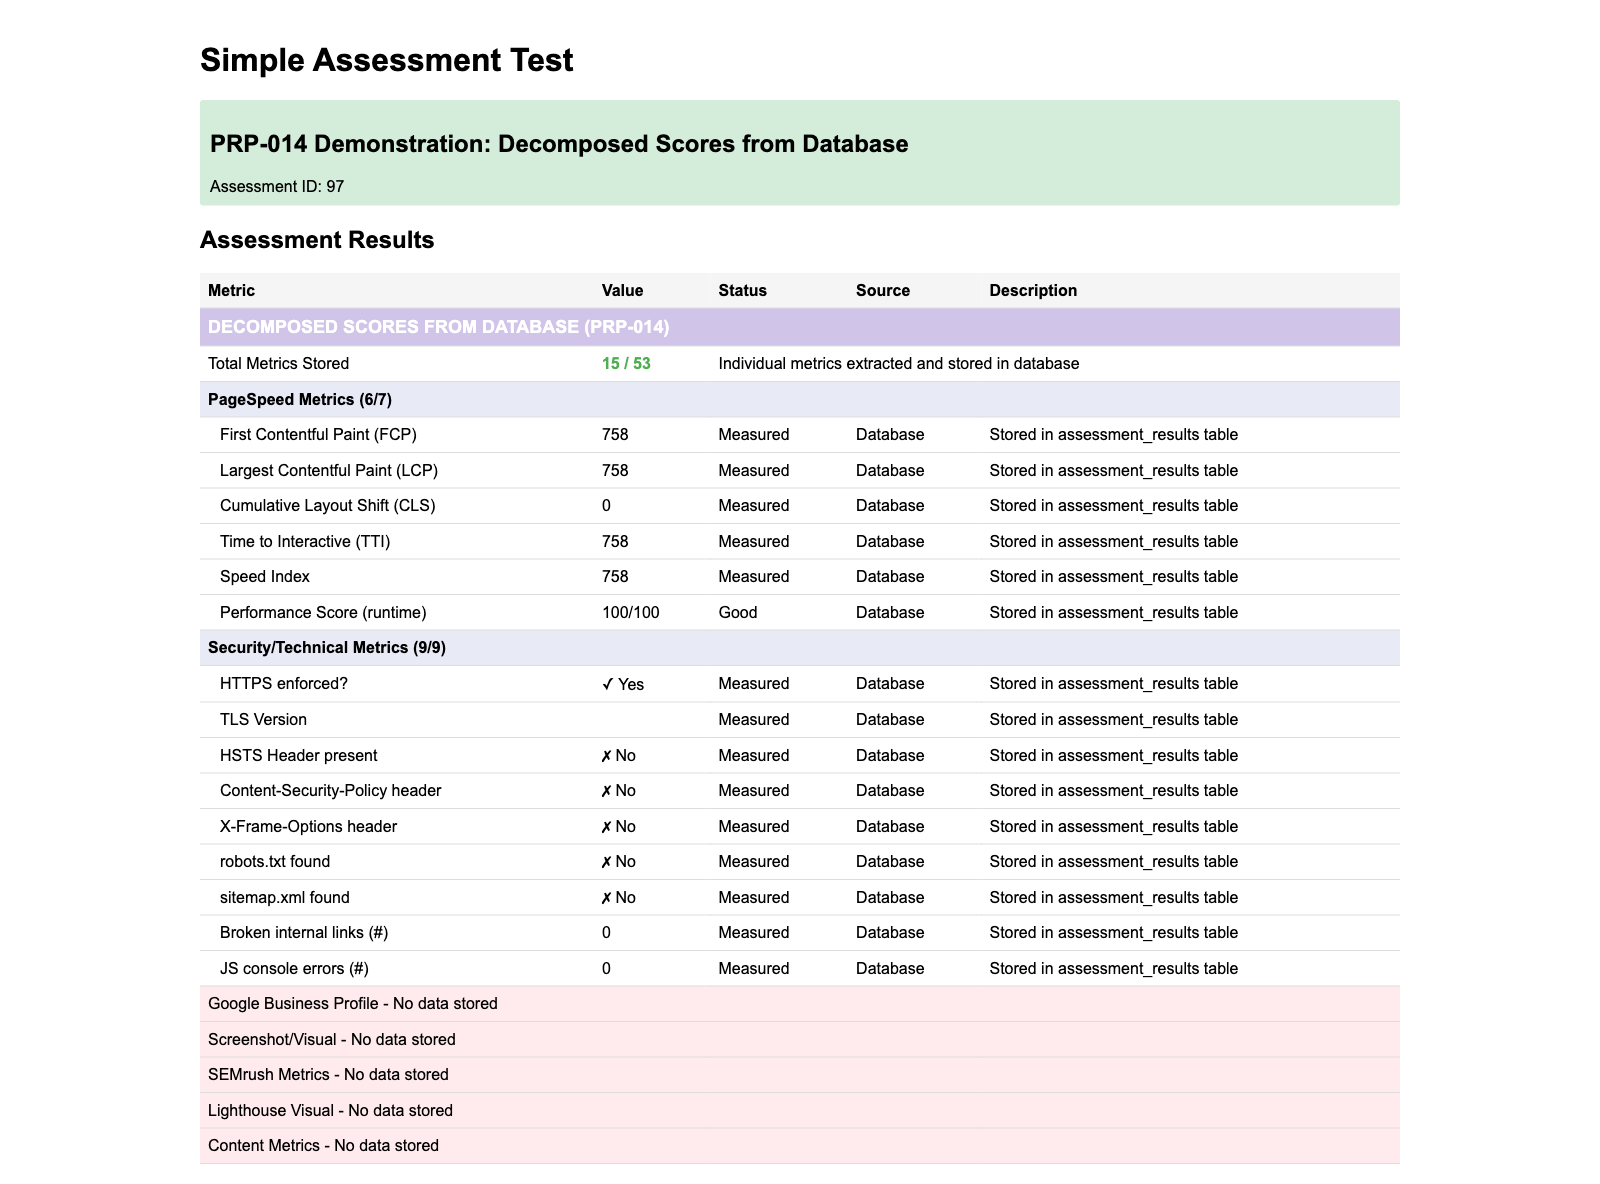 Simple Assessment Test
PRP-014 Demonstration: Decomposed Scores from Database
Assessment ID: 97
Assessment Results
Metric Value Status Source Description
DECOMPOSED SCORES FROM DATABASE (PRP-014)
Total Metrics Stored 15 / 53 Individual metrics extracted and stored in database
PageSpeed Metrics (6/7)
First Contentful Paint (FCP) 758 Measured Database Stored in assessment_results table
Largest Contentful Paint (LCP) 758 Measured Database Stored in assessment_results table
Cumulative Layout Shift (CLS) 0 Measured Database Stored in assessment_results table
Time to Interactive (TTI) 758 Measured Database Stored in assessment_results table
Speed Index 758 Measured Database Stored in assessment_results table
Performance Score (runtime) 100/100 Good Database Stored in assessment_results table
Security/Technical Metrics (9/9)
HTTPS enforced? ✓ Yes Measured Database Stored in assessment_results table
TLS Version Measured Database Stored in assessment_results table
HSTS Header present ✗ No Measured Database Stored in assessment_results table
Content-Security-Policy header ✗ No Measured Database Stored in assessment_results table
X-Frame-Options header ✗ No Measured Database Stored in assessment_results table
robots.txt found ✗ No Measured Database Stored in assessment_results table
sitemap.xml found ✗ No Measured Database Stored in assessment_results table
Broken internal links (#) 0 Measured Database Stored in assessment_results table
JS console errors (#) 0 Measured Database Stored in assessment_results table
Google Business Profile - No data stored
Screenshot/Visual - No data stored
SEMrush Metrics - No data stored
Lighthouse Visual - No data stored
Content Metrics - No data stored